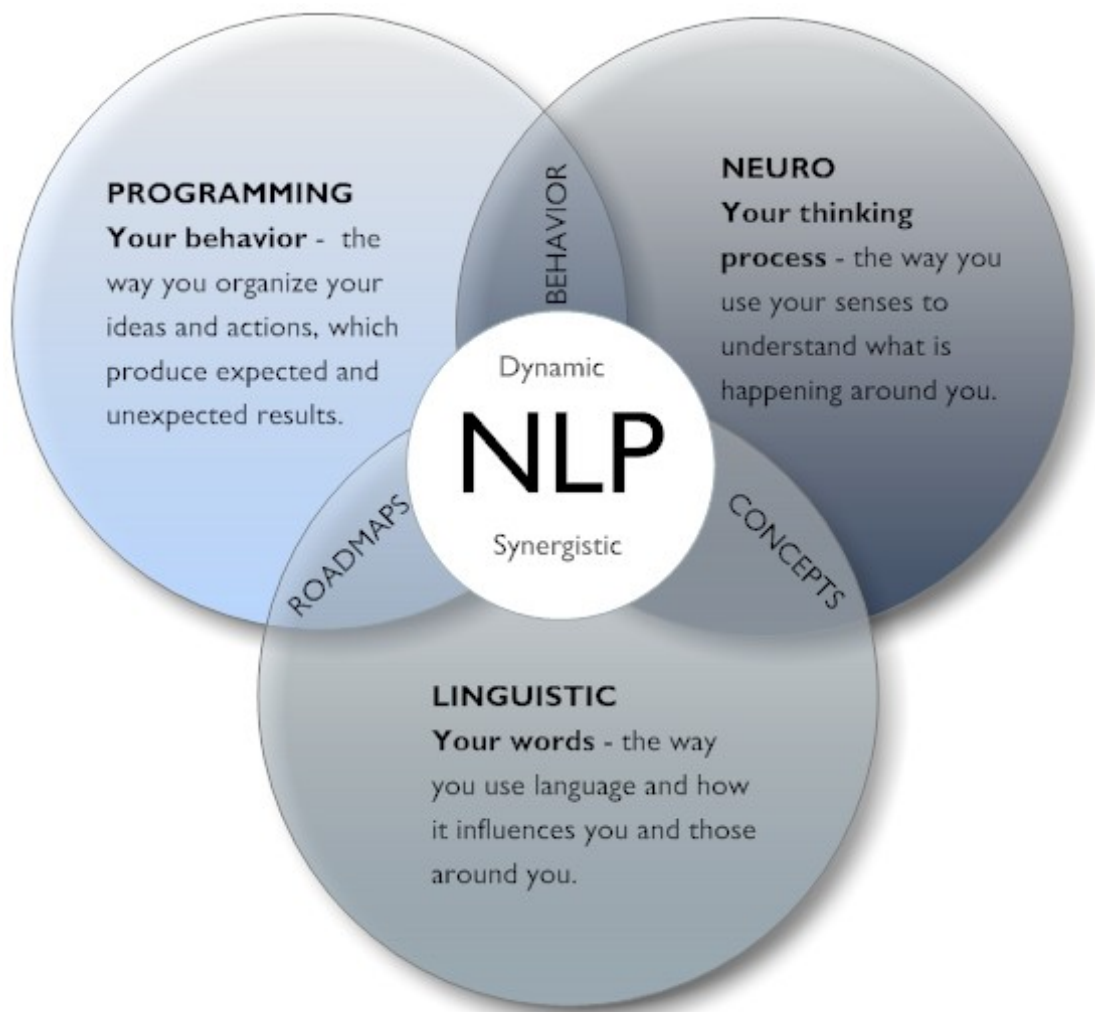 PROGRAMMING
Your behavior - the
way you organize your
ideas and actions, which
produce expected and
unexpected results.
BEHAVIOR
NEURO
Your thinking
process - the way you
use your senses to
understand what is
happening around you.
Dynamic
NLP
Synergistic
ROADMAPS
CONCEPTS
LINGUISTIC
Your words - the way
you use language and how
it influences you and those
around you.